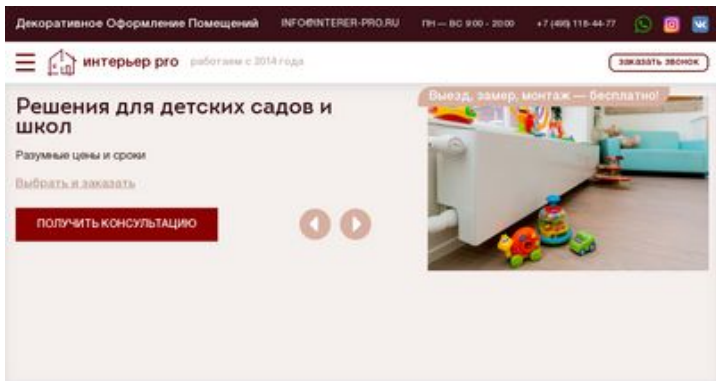 Декоративное Оформление Помещений INFO@INTERER-PRO.RU ПН — ВС 9:00 - 20:00 +7 (495) 118-44-77
интерьер pro работаем с 2014 года заказать звонок
Выезд, замер, монтаж — бесплатно!
Решения для детских садов и
школ
Разумные цены и сроки
Выбрать и заказать
ПОЛУЧИТЬ КОНСУЛЬТАЦИЮ